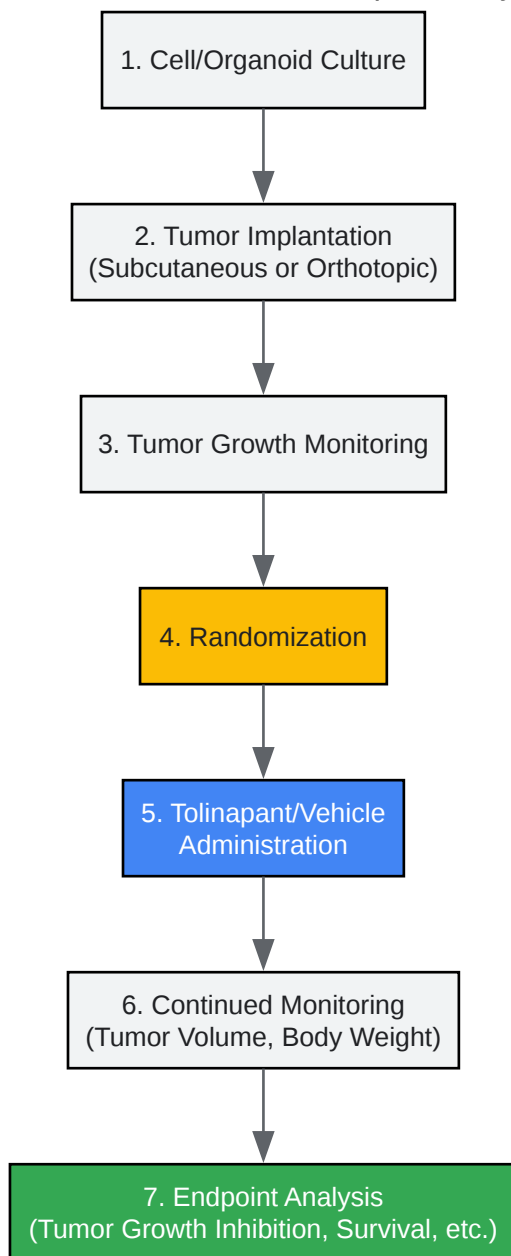 1. Cell/Organoid Culture
2. Tumor Implantation
(Subcutaneous or Orthotopic)
3. Tumor Growth Monitoring
4. Randomization
5. Tolinapant/Vehicle
Administration
6. Continued Monitoring
(Tumor Volume, Body Weight)
7. Endpoint Analysis
(Tumor Growth Inhibition, Survival, etc.)